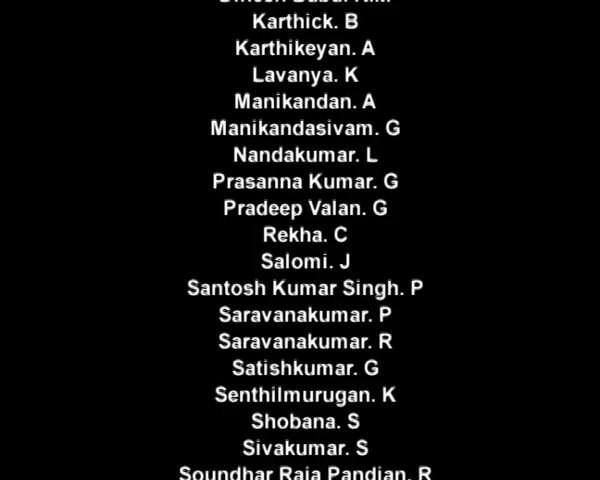 Karthick. B
Karthikeyan. A
Lavanya. K
Manikandan. A
Manikandasivam. G
Nandakumar. L
Prasanna Kumar. G
Pradeep Valan. G
Rekha. C
Salomi. J
Santosh Kumar Singh. P
Saravanakumar. P
Saravanakumar. R
Satishkumar. G
Senthilmurugan. K
Shobana. S
Sivakumar. S
Soundhar Raja Pandian. R